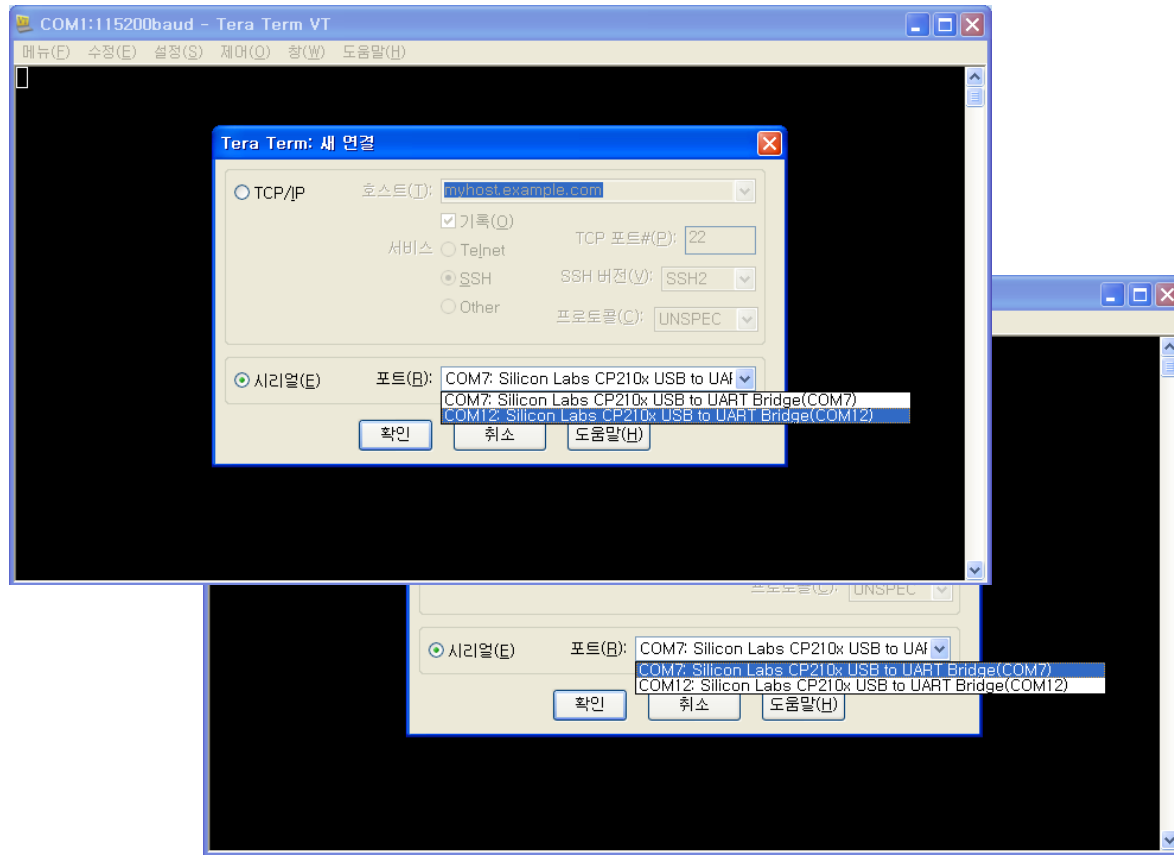 COM1:115200baud - Tera Term VT
메뉴(F) 수정(E) 설정(S) 제어(O) 창(W) 도움말(H)
Tera Term: 새 연결
TCP/IP 호스트(T): myhost.example.com
기록(O)
서비스 Telnet TCP 포트#(P): 22
SSH SSH 버전(V): SSH2
Other 프로토콜(C): UNSPEC
시리얼(E) 포트(R): COM7: Silicon Labs CP210x USB to UAF
COM7: Silicon Labs CP210x USB to UART Bridge(COM7)
COM12: Silicon Labs CP210x USB to UART Bridge(COM12)
확인 취소 도움말(H)
프로토콜(C): UNSPEC
시리얼(E) 포트(R): COM7: Silicon Labs CP210x USB to UAF
COM7: Silicon Labs CP210x USB to UART Bridge(COM7)
COM12: Silicon Labs CP210x USB to UART Bridge(COM12)
확인 취소 도움말(H)